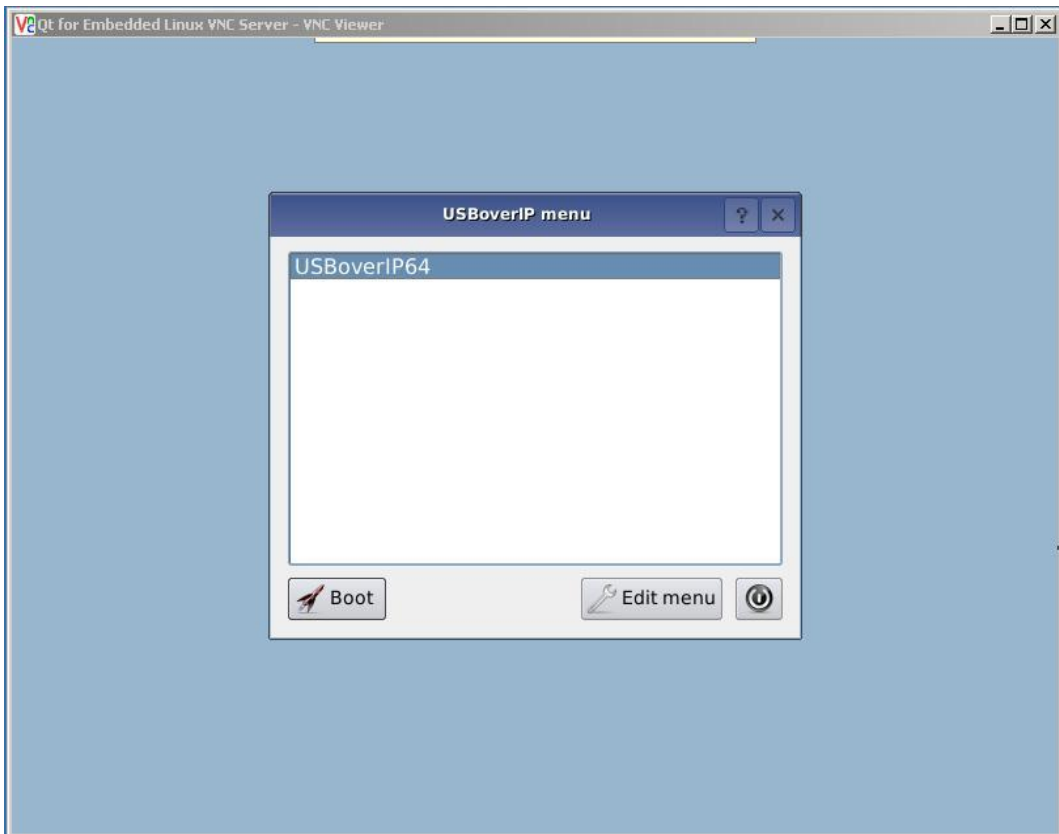 Qt for Embedded Linux VNC Server - VNC Viewer
USBoverIP menu
USBoverIP64
Boot
Edit menu